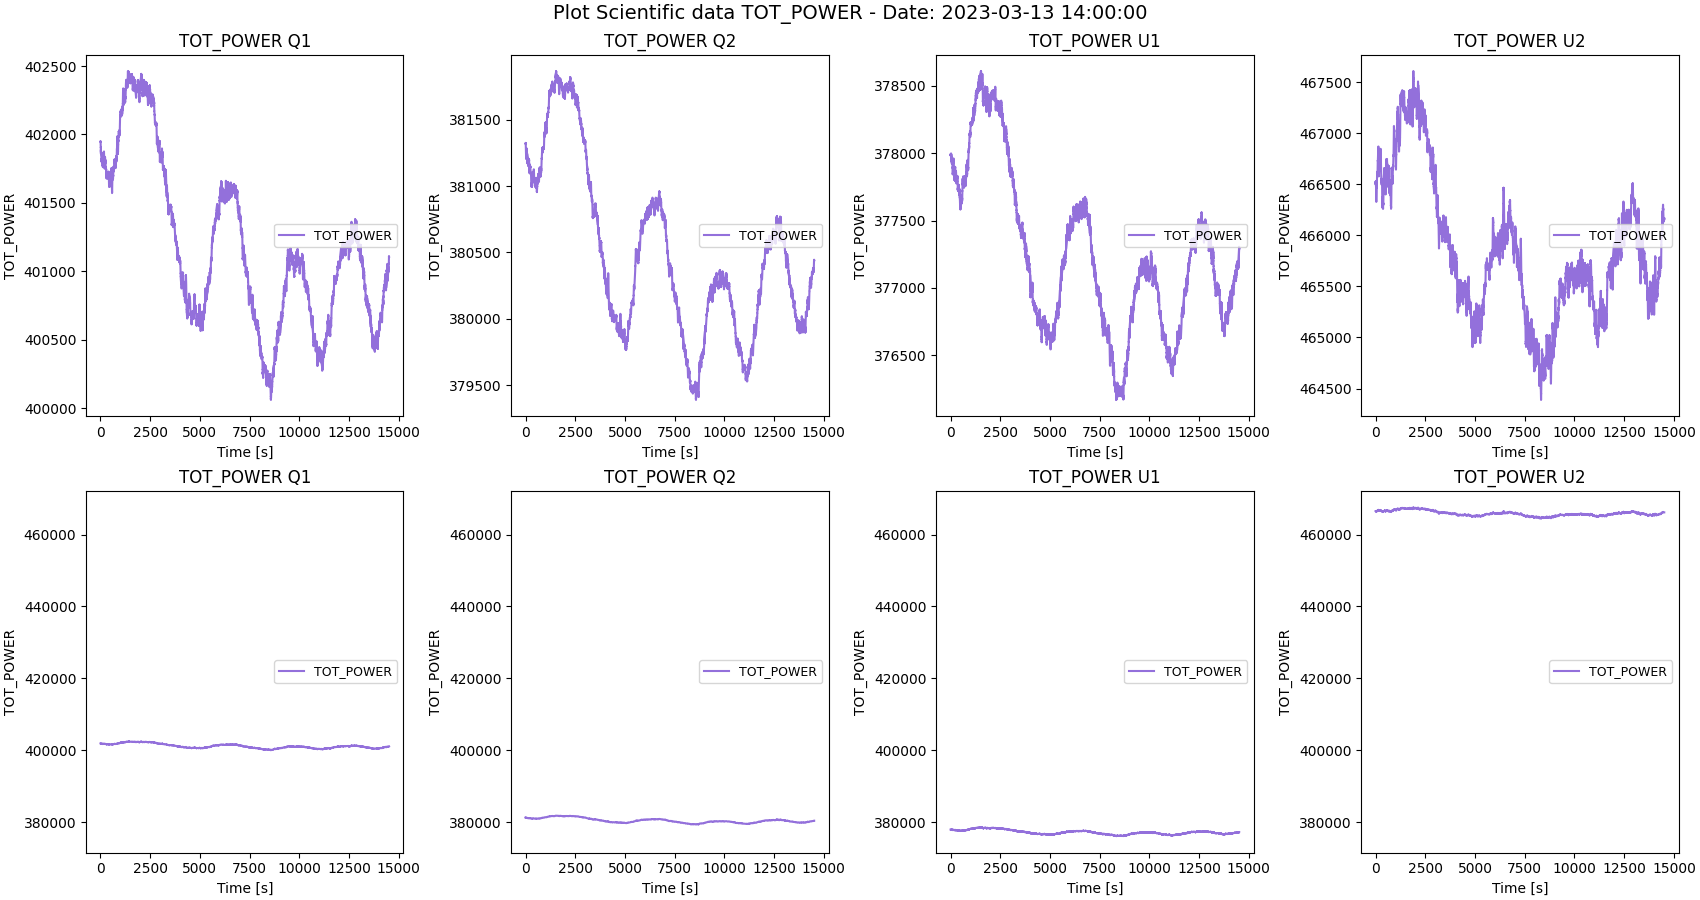 Plot Scientific data TOT_POWER - Date: 2023-03-13 14:00:00
TOT_POWER Q1
TOT_POWER
402500
402000
401500
401000
400500
400000
TOT_POWER
0 2500 5000 7500 10000 12500 15000
Time [s]
TOT_POWER Q2
TOT_POWER
381500
381000
380500
380000
379500
TOT_POWER
0 2500 5000 7500 10000 12500 15000
Time [s]
TOT_POWER U1
TOT_POWER
378500
378000
377500
377000
376500
TOT_POWER
0 2500 5000 7500 10000 12500 15000
Time [s]
TOT_POWER U2
TOT_POWER
467500
467000
466500
466000
465500
465000
464500
TOT_POWER
0 2500 5000 7500 10000 12500 15000
Time [s]
TOT_POWER Q1
TOT_POWER
460000
440000
420000
400000
380000
TOT_POWER
0 2500 5000 7500 10000 12500 15000
Time [s]
TOT_POWER Q2
TOT_POWER
460000
440000
420000
400000
380000
TOT_POWER
0 2500 5000 7500 10000 12500 15000
Time [s]
TOT_POWER U1
TOT_POWER
460000
440000
420000
400000
380000
TOT_POWER
0 2500 5000 7500 10000 12500 15000
Time [s]
TOT_POWER U2
TOT_POWER
460000
440000
420000
400000
380000
TOT_POWER
0 2500 5000 7500 10000 12500 15000
Time [s]